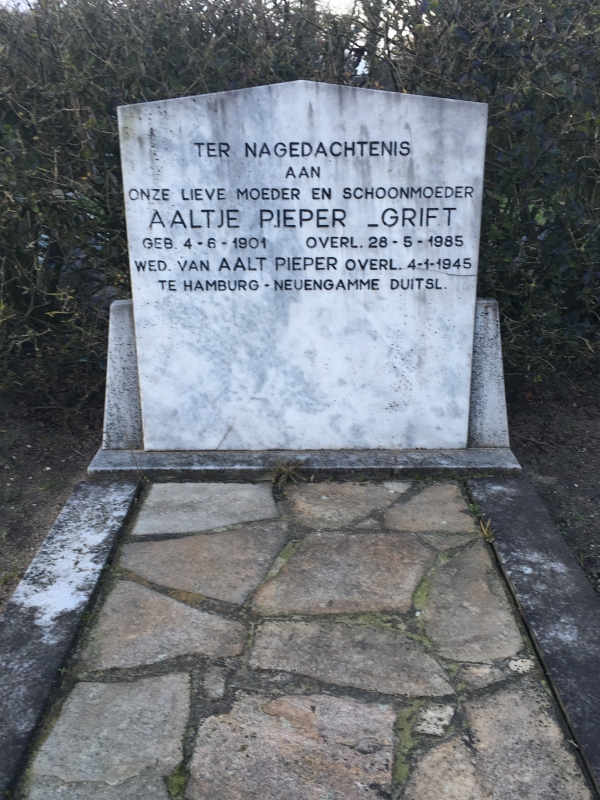 TER NAGEDACHTENIS
AAN
ONZE LIEVE MOEDER EN SCHOONMOEDER
AALTJE PIEPER - GRIFT
GEB. 4-6-1901 OVERL. 28-5-1985
WED. VAN AALT PIEPER OVERL. 4-1-1945
TE HAMBURG - NEUENGAMME DUITSL.